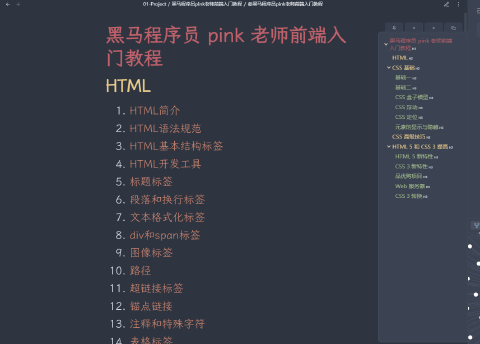 01-Project / 黑马程序员pink老师前端入门教程 / 黑马程序员pink老师前端入门教程
黑马程序员 pink 老师前端入
门教程
HTML
1. HTML简介
2. HTML语法规范
3. HTML基本结构标签
4. HTML开发工具
5. 标题标签
6. 段落和换行标签
7. 文本格式化标签
8. div和span标签
9. 图像标签
10. 路径
11. 超链接标签
12. 锚点链接
13. 注释和特殊字符
14. 表格标签
黑马程序员 pink 老师前端
入门教程
HTML
CSS 基础
基础一
基础二
CSS 盒子模型
CSS 浮动
CSS 定位
元素的显示与隐藏
CSS 高级技巧
HTML 5 和 CSS 3 提高
HTML 5 新特性
CSS 3 新特性
品优购项目
Web 服务器
CSS 3 转换